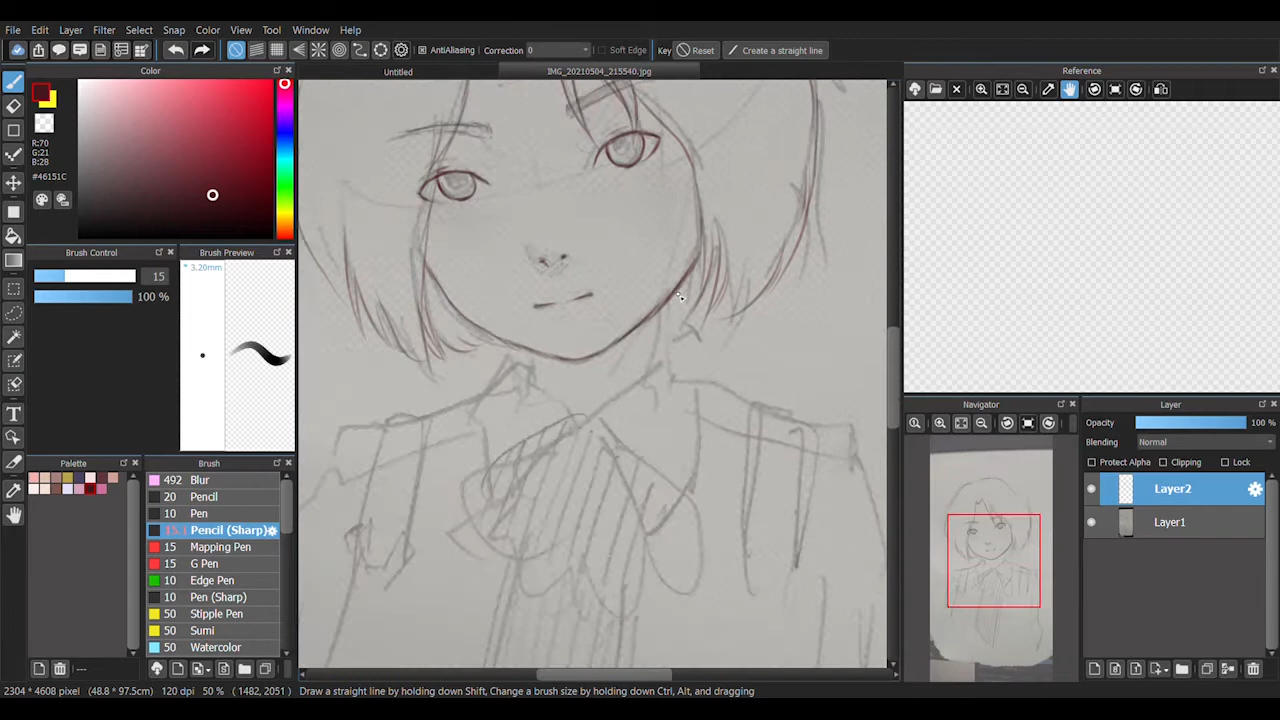 File Edit Layer Filter Select Snap Color View Tool Window Help
AntiAliasing Correction 0 Soft Edge Key Reset Create a straight line
Color
Untitled
IMG_20210504_215540.jpg
Reference
R:70
G:21
B:28
#46151C
Brush Control
Brush Preview
15
100 %
3.20mm
Palette
Brush
492 Blur
20 Pencil
10 Pen
Pencil (Sharp)
15 Mapping Pen
15 G Pen
10 Edge Pen
10 Pen (Sharp)
50 Stipple Pen
50 Sumi
50 Watercolor
---
Navigator
Layer
Opacity 100 %
Blending Normal
Protect Alpha Clipping Lock
Layer2
Layer1
2304 * 4608 pixel (48.8 * 97.5cm) 120 dpi 50 % ( 1482, 2051) Draw a straight line by holding down Shift, Change a brush size by holding down Ctrl, Alt, and dragging